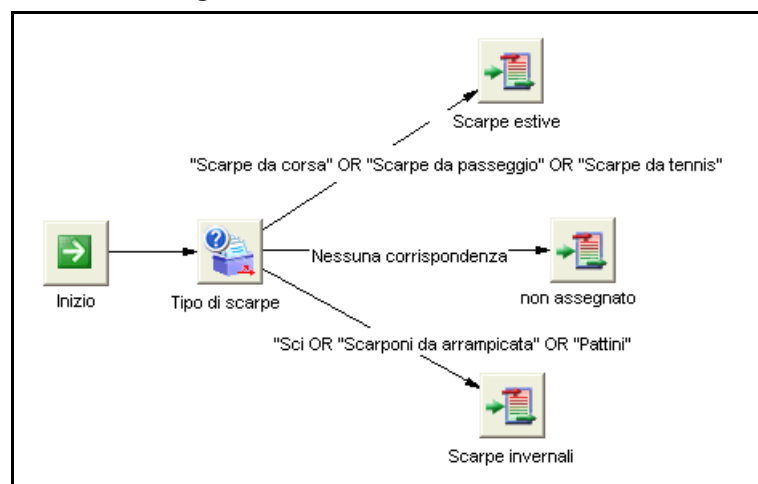 Scarpe estive
"Scarpe da corsa" OR "Scarpe da passeggio" OR "Scarpe da tennis"
Nessuna corrispondenza
Inizio
Tipo di scarpe
non assegnato
"Sci OR "Scarponi da arrampicata" OR "Pattini"
Scarpe invernali